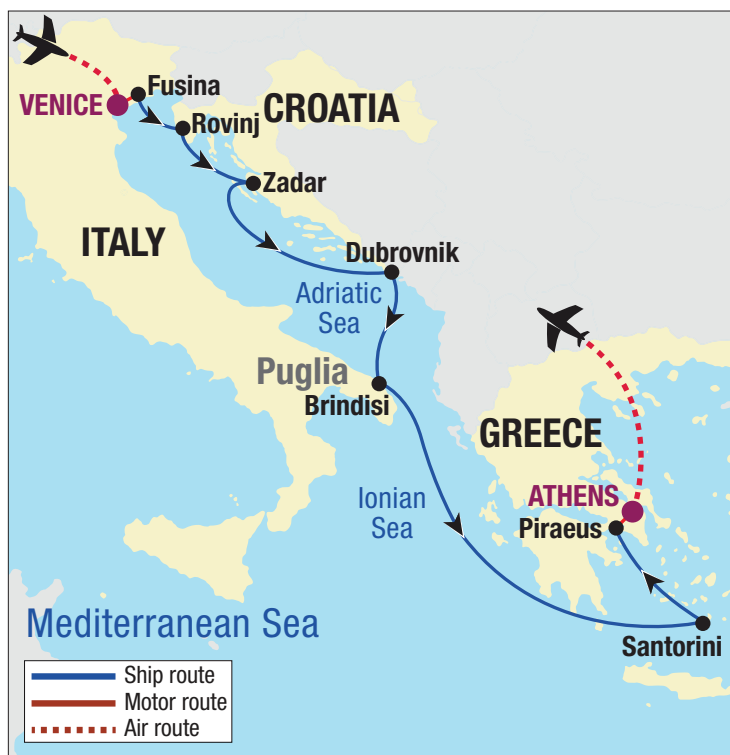 Fusina
VENICE
CROATIA
Rovinj
Zadar
ITALY
Dubrovnik
Adriatic
Sea
Puglia
Brindisi
GREECE
ATHENS
Ionian
Sea
Piraeus
Mediterranean Sea
Santorini
Ship route
Motor route
Air route